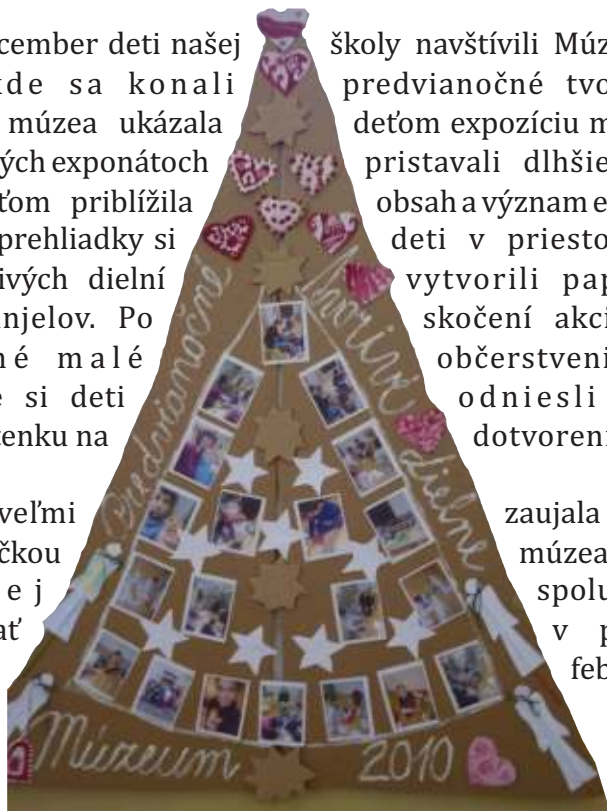 cember deti našej školy navštívili Múz
de sa konali predvianočné tvo
múzea ukázala deťom expozíciu m
ých exponátoch pristavali dlhšie
ťom priblížila obsah a význam e
prehliadky si deti v priesto
ivých dielní vytvorili pap
njelov. Po skočení akci
né malé občerstveni
e si deti odniesli
tenku na dotvoreni
veľmi zaujala
čkou múzea
ej spolu
ať v p
feb
Predvianočné
tvorivé dielne
Múzeum 2010